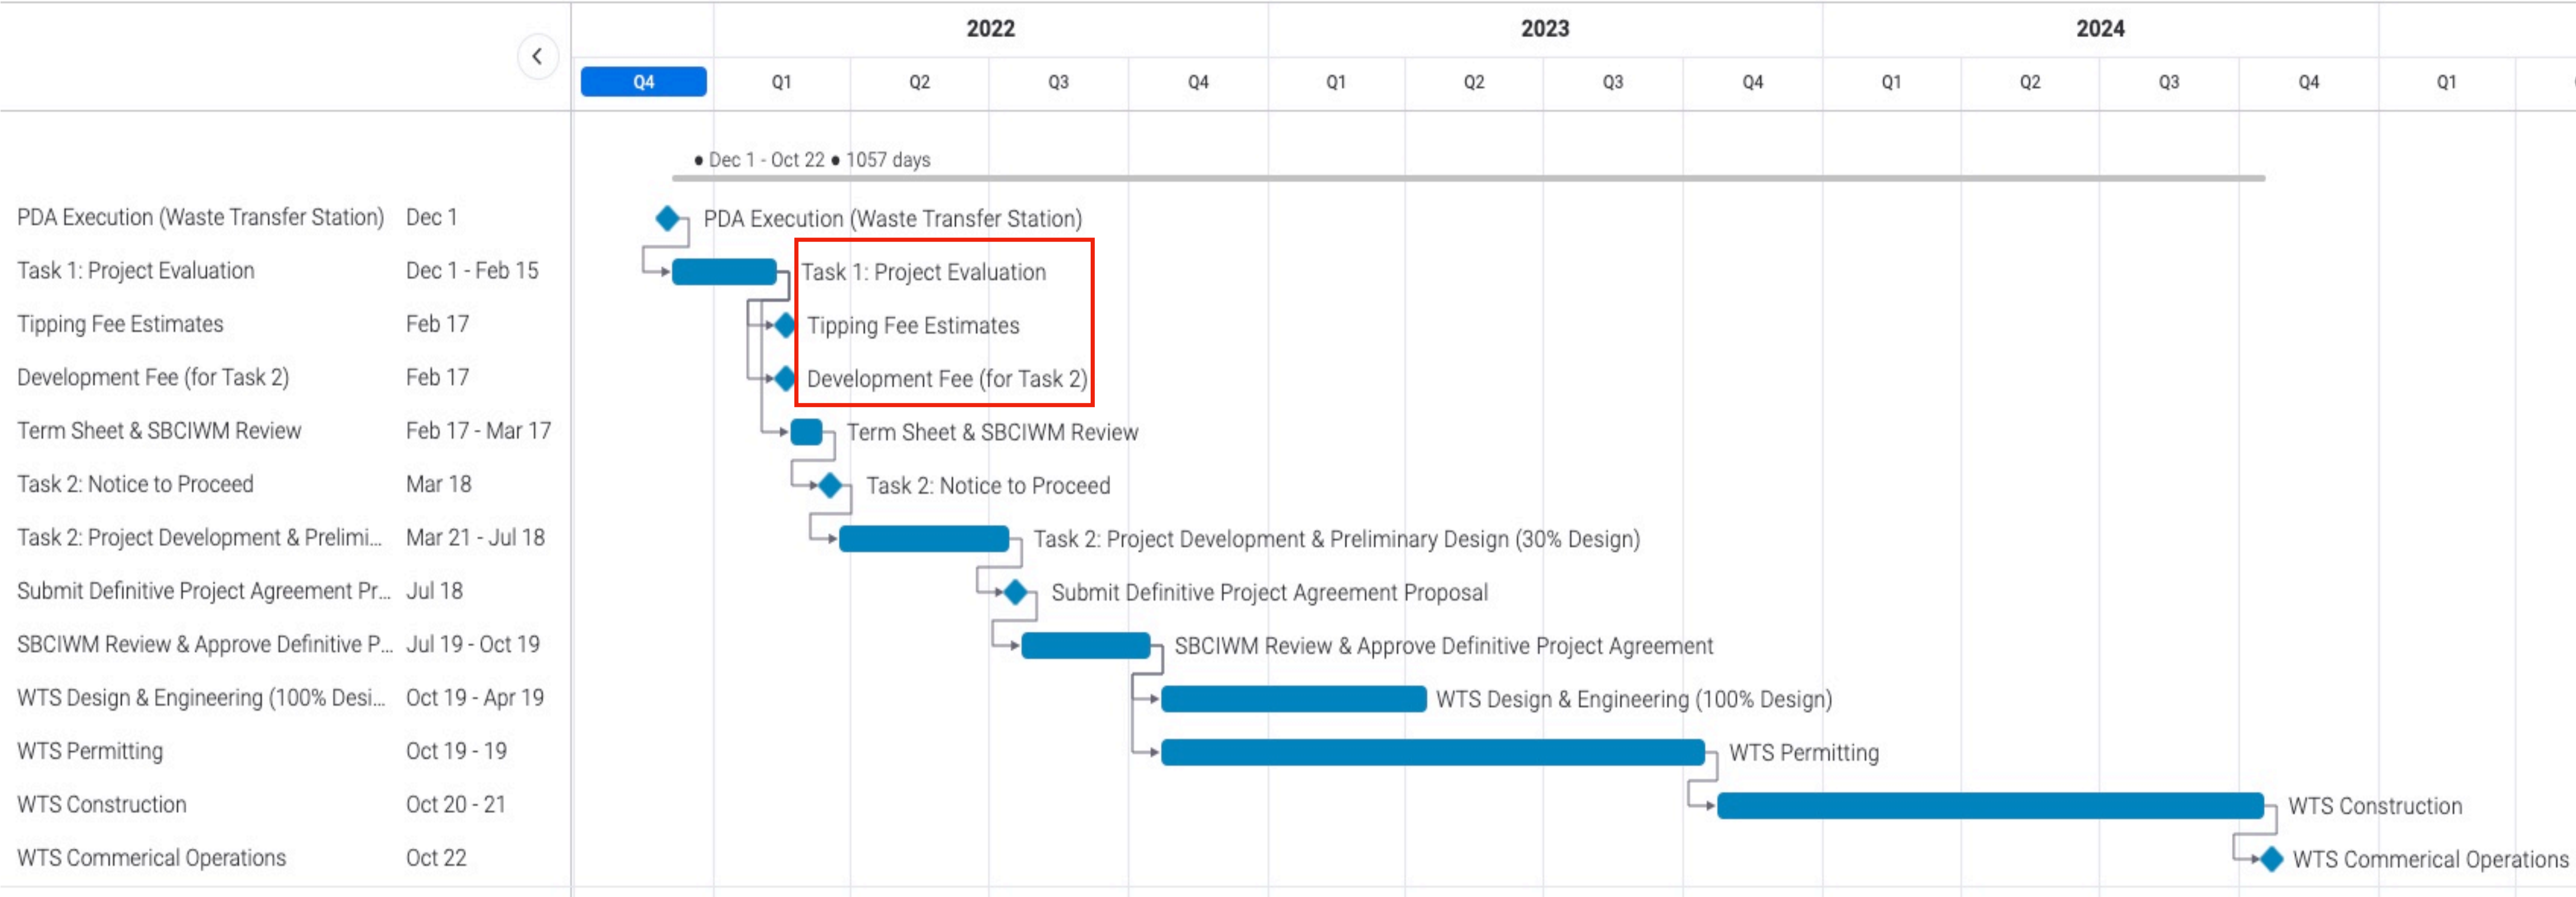 2022 2023 2024
Q4 Q1 Q2 Q3 Q4 Q1 Q2 Q3 Q4 Q1 Q2 Q3 Q4 Q1
• Dec 1 - Oct 22 • 1057 days
PDA Execution (Waste Transfer Station) Dec 1 PDA Execution (Waste Transfer Station)
Task 1: Project Evaluation Dec 1 - Feb 15 Task 1: Project Evaluation
Tipping Fee Estimates Feb 17 Tipping Fee Estimates
Development Fee (for Task 2) Feb 17 Development Fee (for Task 2)
Term Sheet & SBCIWM Review Feb 17 - Mar 17 Term Sheet & SBCIWM Review
Task 2: Notice to Proceed Mar 18 Task 2: Notice to Proceed
Task 2: Project Development & Prelimi... Mar 21 - Jul 18 Task 2: Project Development & Preliminary Design (30% Design)
Submit Definitive Project Agreement Pr... Jul 18 Submit Definitive Project Agreement Proposal
SBCIWM Review & Approve Definitive P... Jul 19 - Oct 19 SBCIWM Review & Approve Definitive Project Agreement
WTS Design & Engineering (100% Desi... Oct 19 - Apr 19 WTS Design & Engineering (100% Design)
WTS Permitting Oct 19 - 19 WTS Permitting
WTS Construction Oct 20 - 21 WTS Construction
WTS Commerical Operations Oct 22 WTS Commerical Operations